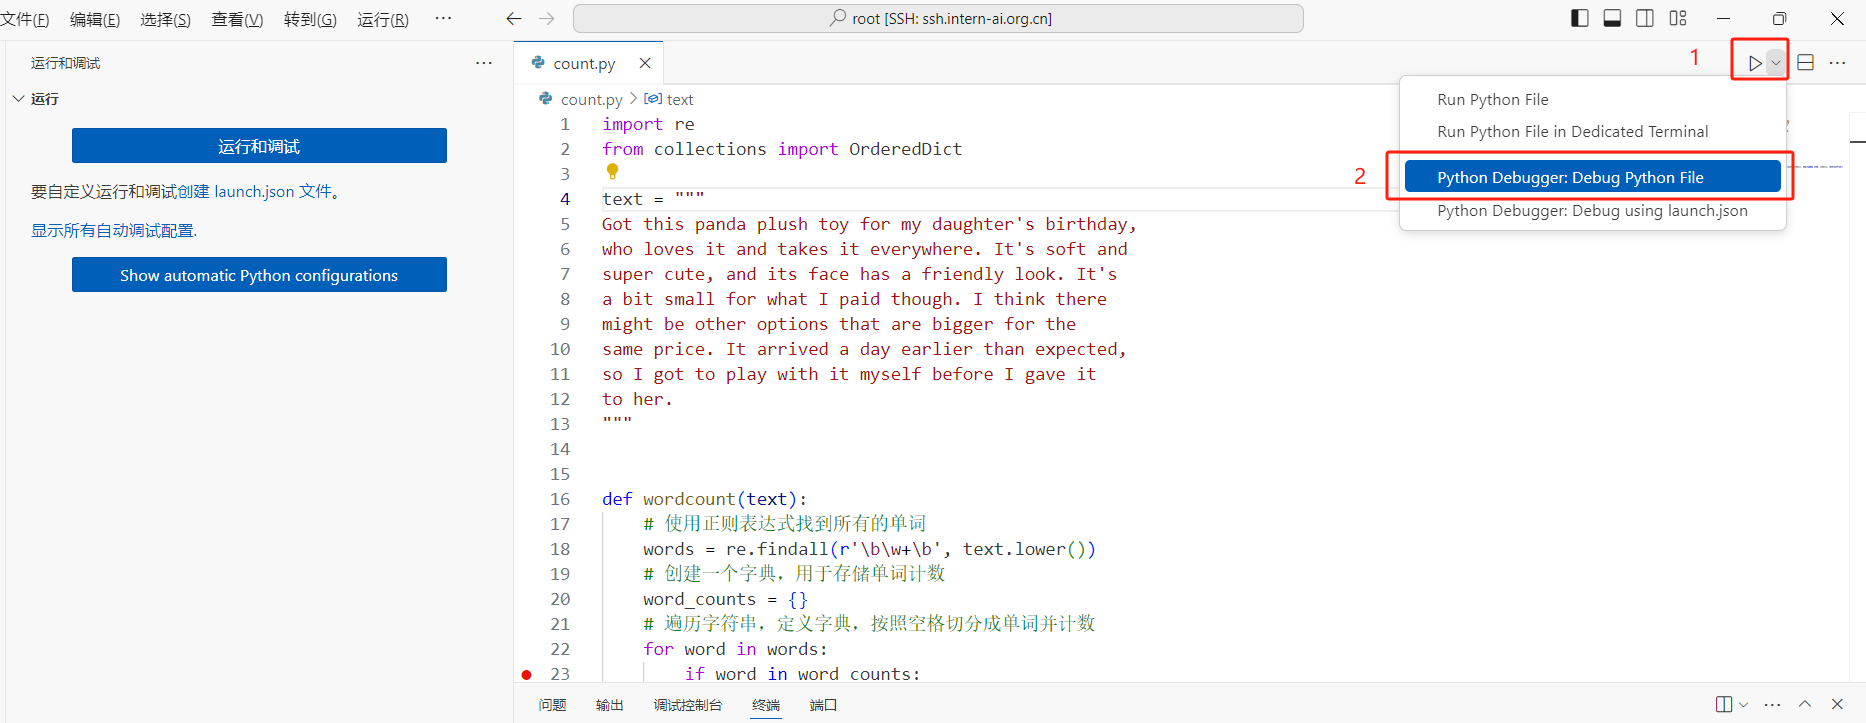 文件(F) 编辑(E) 选择(S) 查看(V) 转到(G) 运行(R) ··· root [SSH: ssh.intern-ai.org.cn]
运行和调试 ···
运行
运行和调试
要自定义运行和调试创建 launch.json 文件。
显示所有自动调试配置.
Show automatic Python configurations
count.py
1
count.py > text
Run Python File
Run Python File in Dedicated Terminal
2
Python Debugger: Debug Python File
Python Debugger: Debug using launch.json
1 import re
2 from collections import OrderedDict
3
4 text = """
5 Got this panda plush toy for my daughter's birthday,
6 who loves it and takes it everywhere. It's soft and
7 super cute, and its face has a friendly look. It's
8 a bit small for what I paid though. I think there
9 might be other options that are bigger for the
10 same price. It arrived a day earlier than expected,
11 so I got to play with it myself before I gave it
12 to her.
13 """
14
15
16 def wordcount(text):
17 # 使用正则表达式找到所有的单词
18 words = re.findall(r'\b\w+\b', text.lower())
19 # 创建一个字典，用于存储单词计数
20 word_counts = {}
21 # 遍历字符串，定义字典，按照空格切分成单词并计数
22 for word in words:
23 if word in word_counts:
问题 输出 调试控制台 终端 端口